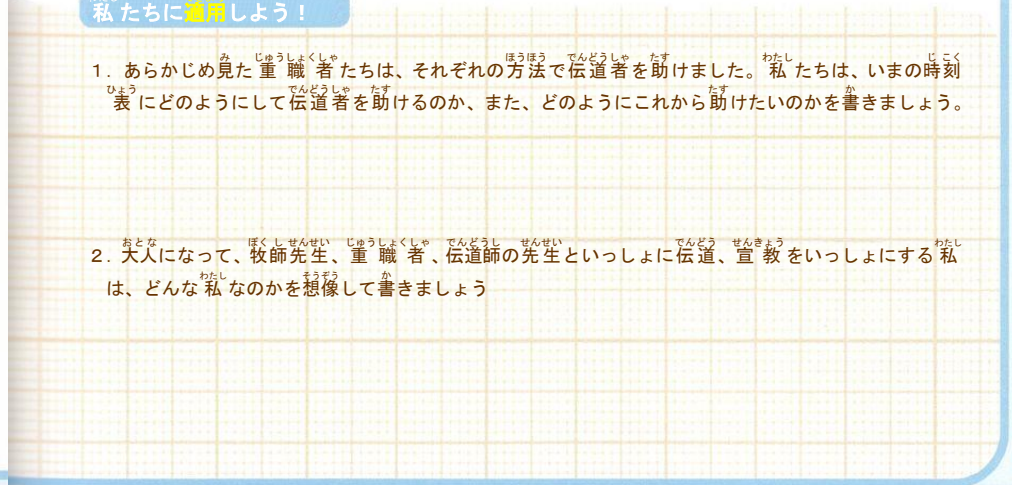 私たちに適用しよう！
１．あらかじめ見た重職者たちは、それぞれの方法で伝道者を助けました。私たちは、いまの時刻
表にどのようにして伝道者を助けるのか、また、どのようにこれから助けたいのかを書きましょう。
２．大人になって、牧師先生、重職者、伝道師の先生といっしょに伝道、宣教をいっしょにする私
は、どんな私なのかを想像して書きましょう